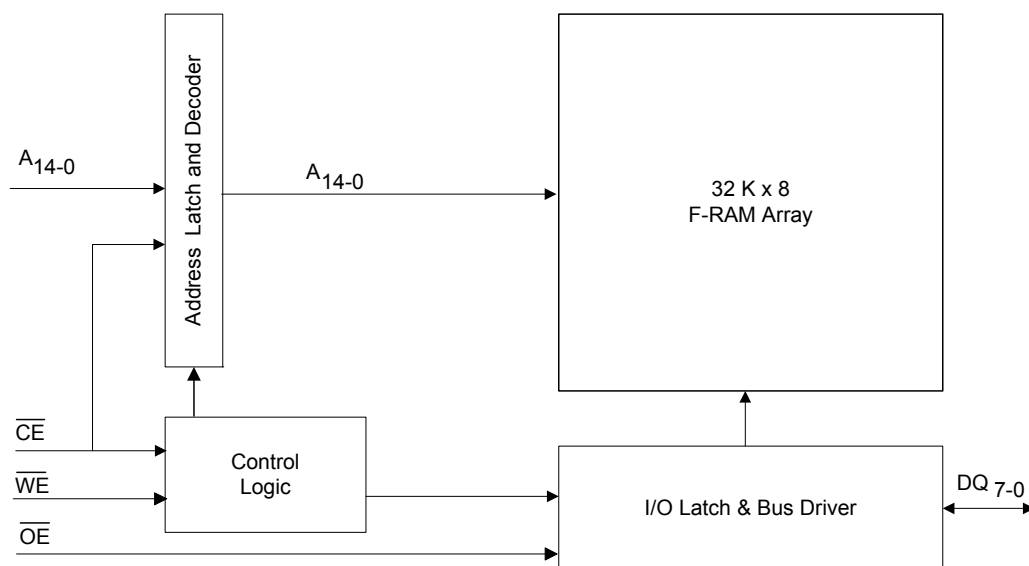 Address Latch and Decoder
A14-0
A14-0
32 K x 8
F-RAM Array
CE
WE
OE
Control
Logic
I/O Latch & Bus Driver
DQ 7-0